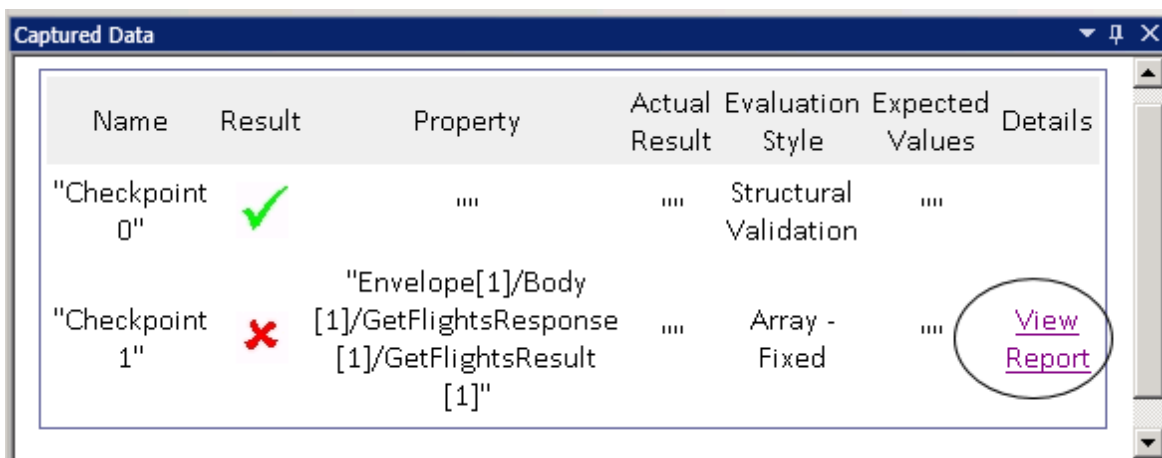 Captured Data
Name Result Property Actual Result Evaluation Style Expected Values Details
"Checkpoint 0" "" "" Structural Validation ""
"Checkpoint 1" "Envelope[1]/Body[1]/GetFlightsResponse[1]/GetFlightsResult[1]" "" Array - Fixed "" View Report